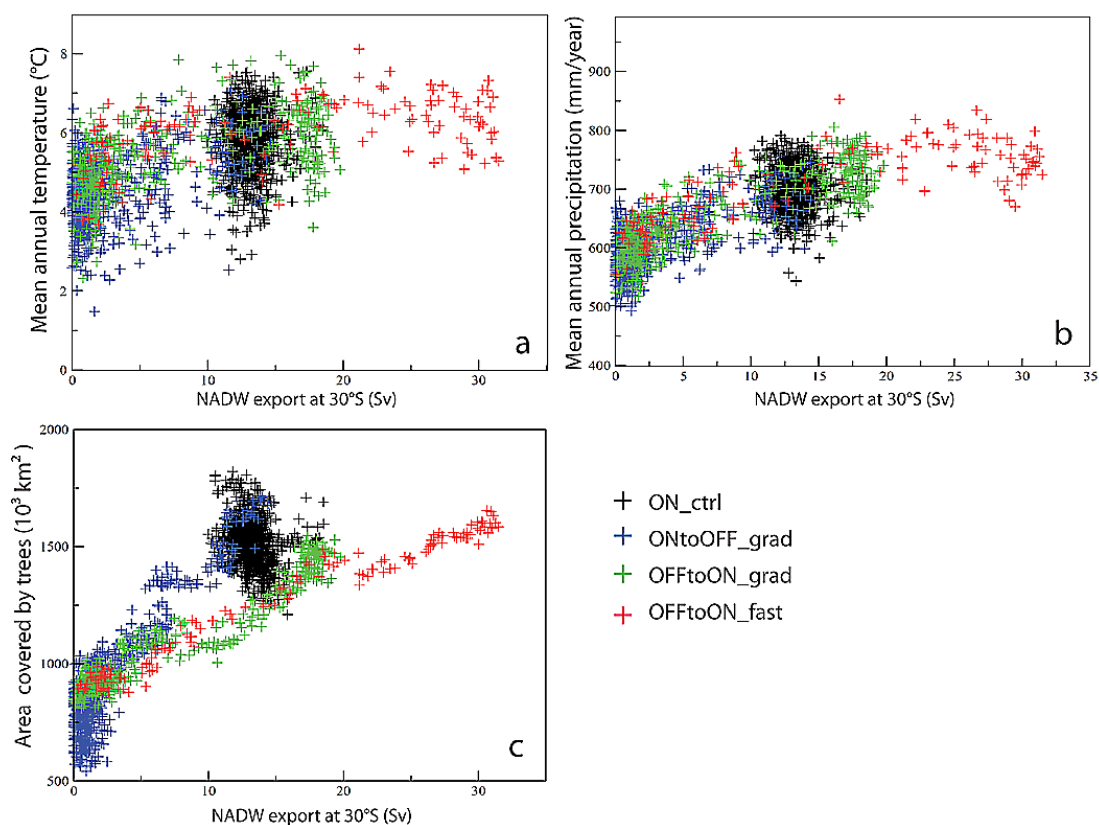 8
6
4
2
0
Mean annual temperature (°C)
a
0
10
20
30
NADW export at 30°S (Sv)
900
800
700
600
500
400
Mean annual precipitation (mm/year)
b
0
5
10
15
20
25
30
35
NADW export at 30°S (Sv)
2000
1500
1000
500
Area covered by trees (10³ km²)
c
0
10
20
30
NADW export at 30°S (Sv)
ON_ctrl
ONtoOFF_grad
OFFtoON_grad
OFFtoON_fast